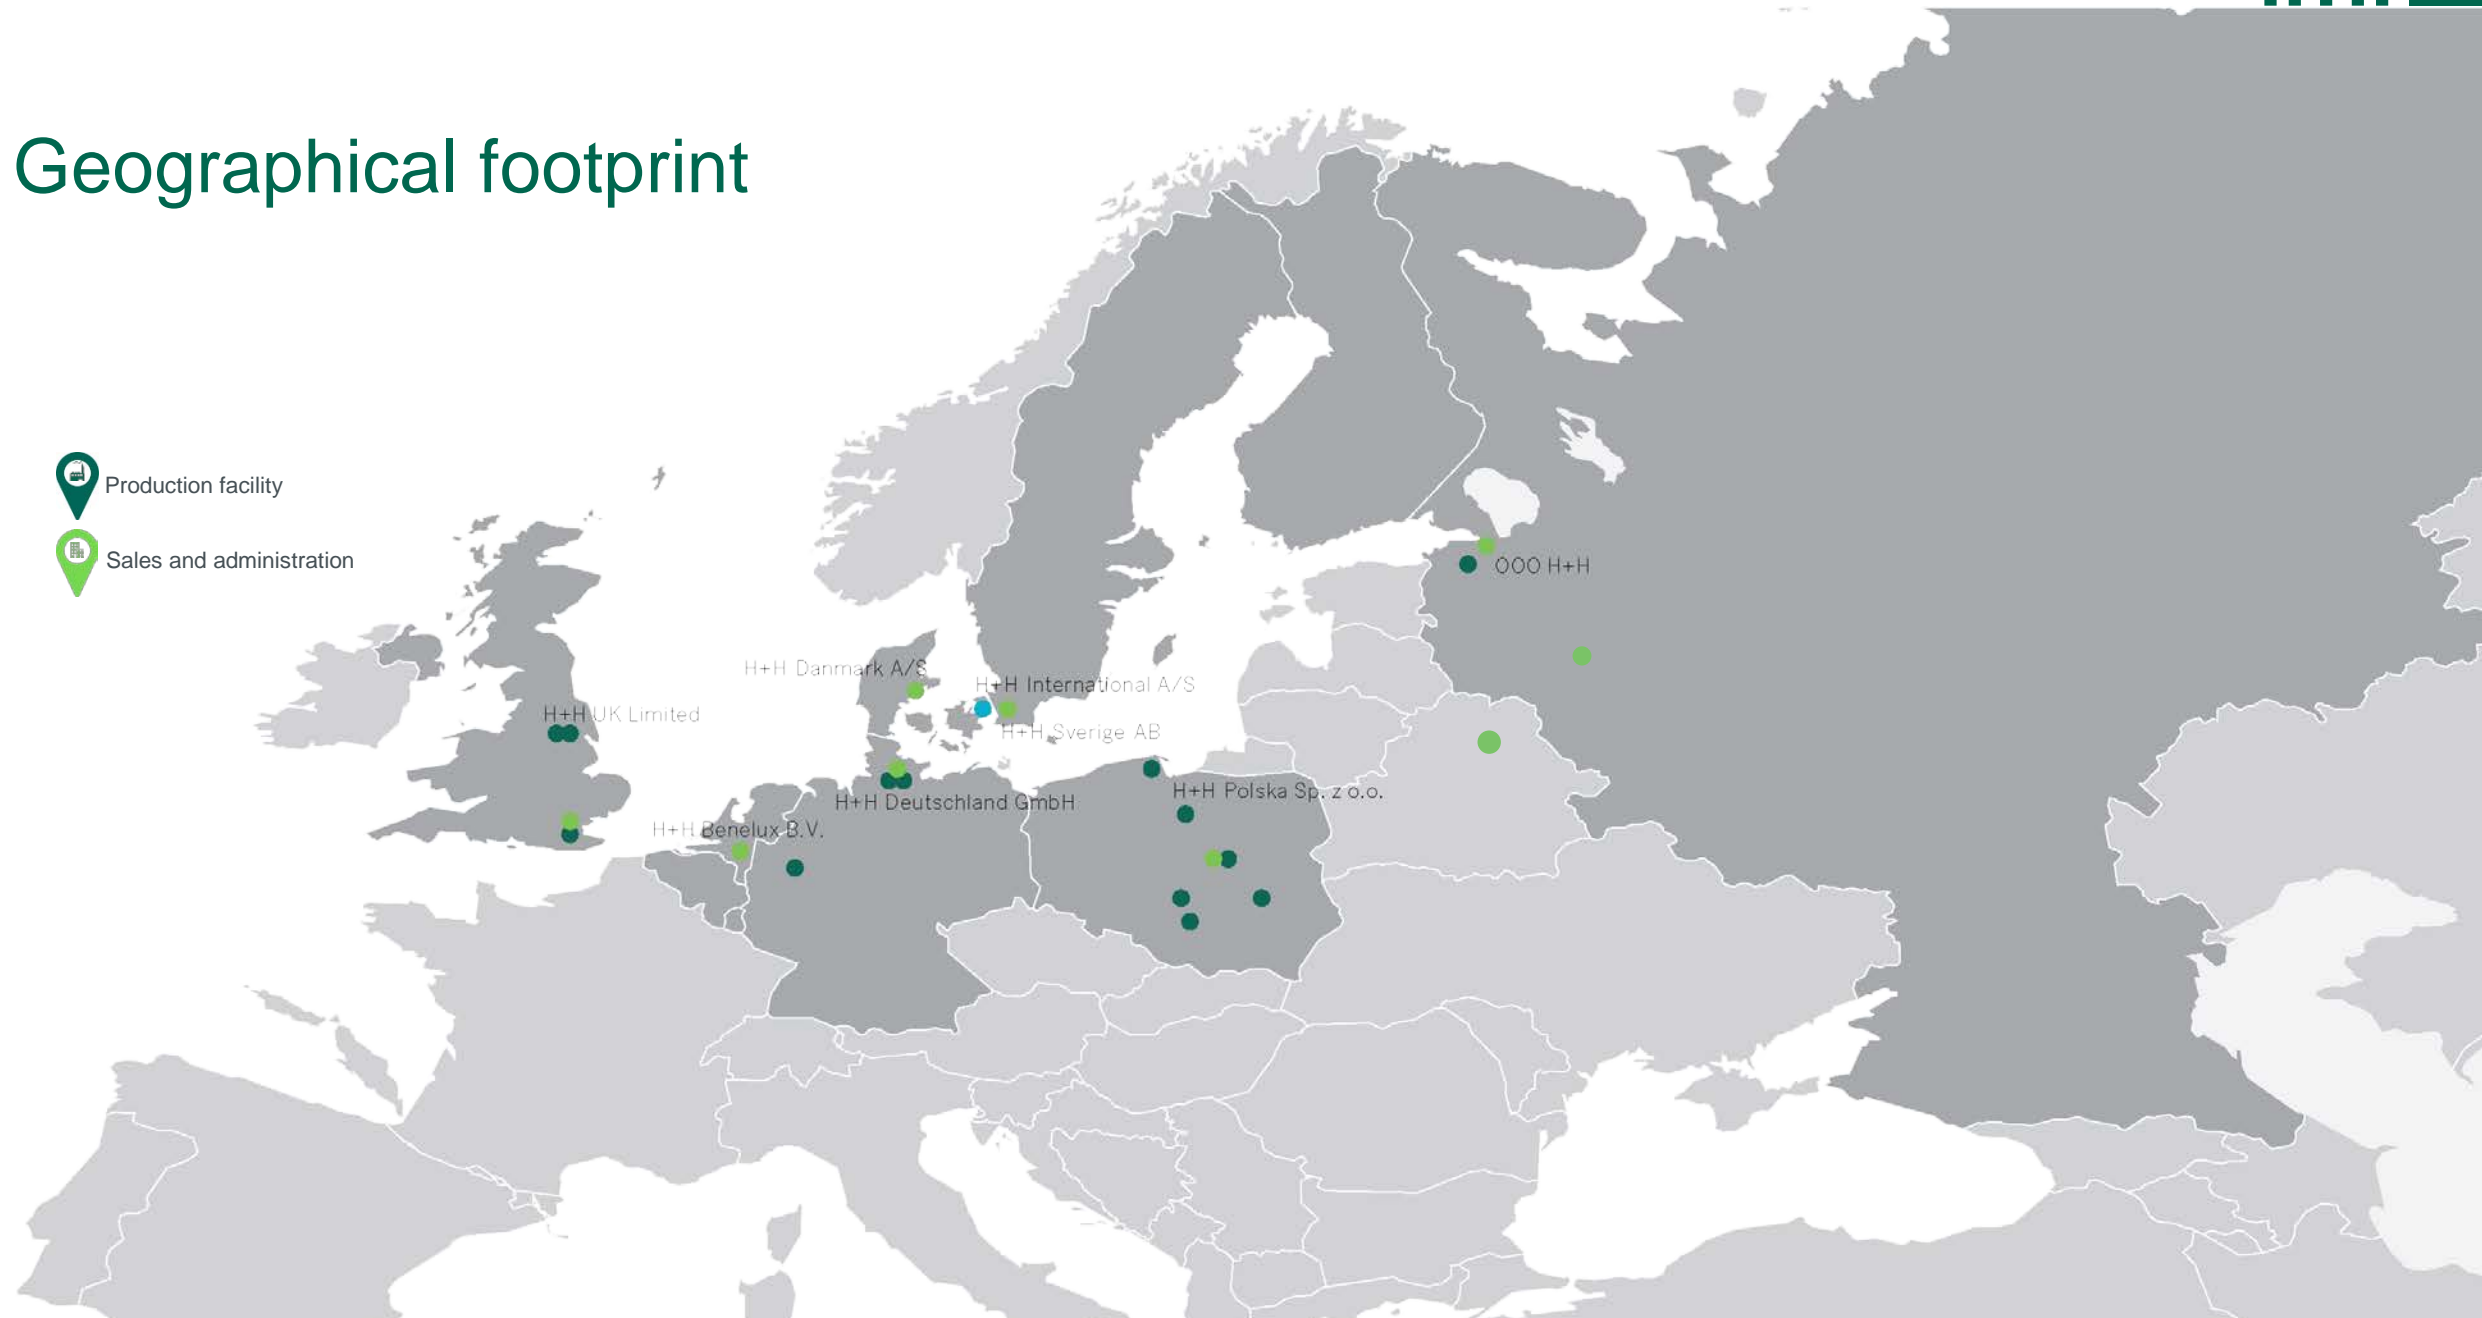 Geographical footprint
Production facility
Sales and administration
OOO H+H
H+H Danmark A/S
H+H International A/S
H+H UK Limited
H+H Sverige AB
H+H Polska Sp. z o.o.
H+H Deutschland GmbH
H+H Benelux B.V.